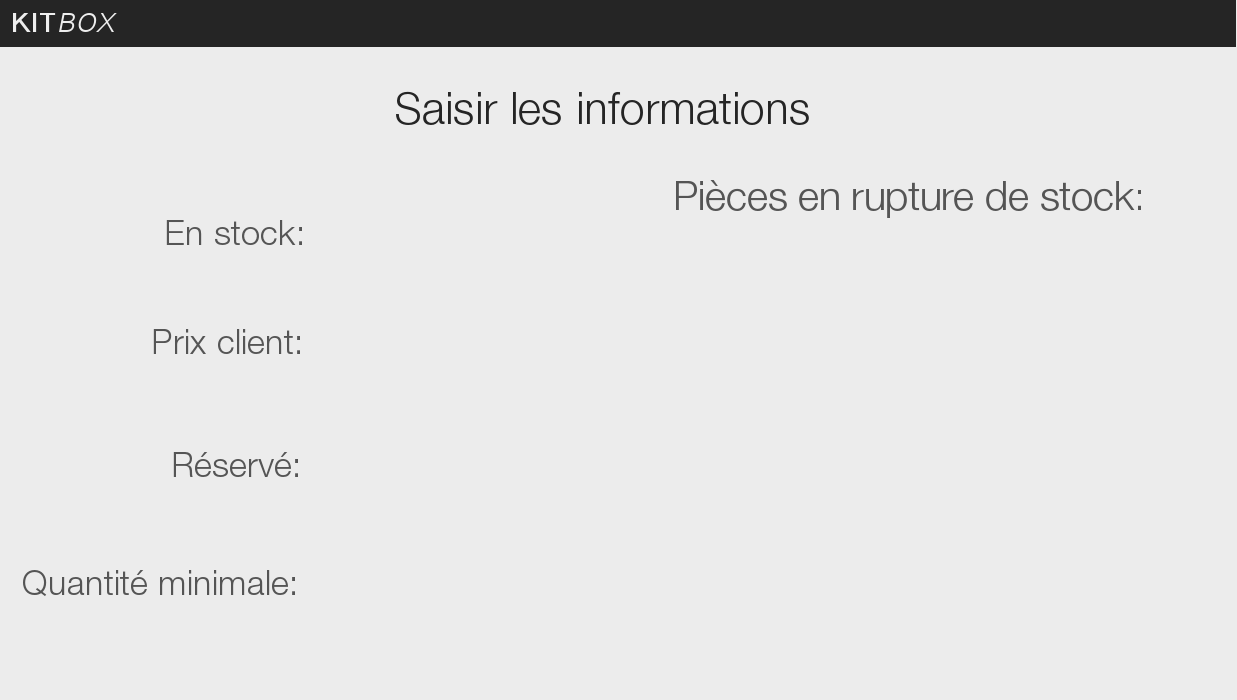 KITBOX
Saisir les informations
Pièces en rupture de stock:
En stock:
Prix client:
Réservé:
Quantité minimale: